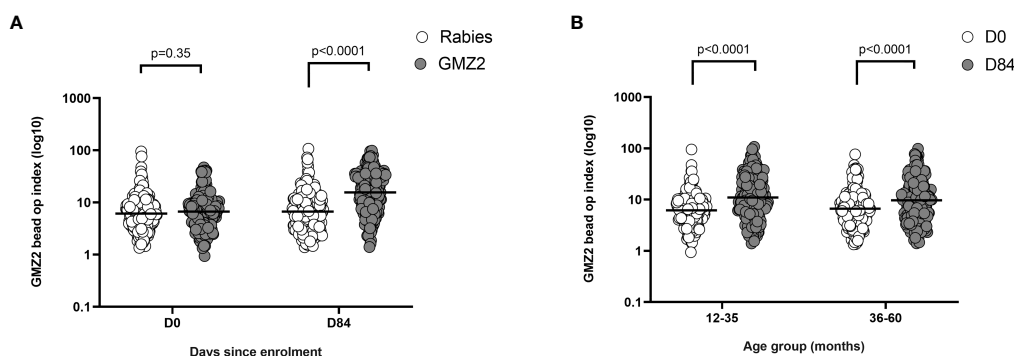 A
p=0.35
p<0.0001
Rabies
GMZ2
GMZ2 bead op index (log10)
1000
100
10
1
0.1
D0
D84
Days since enrolment
B
p<0.0001
p<0.0001
D0
D84
GMZ2 bead op index (log10)
1000
100
10
1
0.1
12-35
36-60
Age group (months)